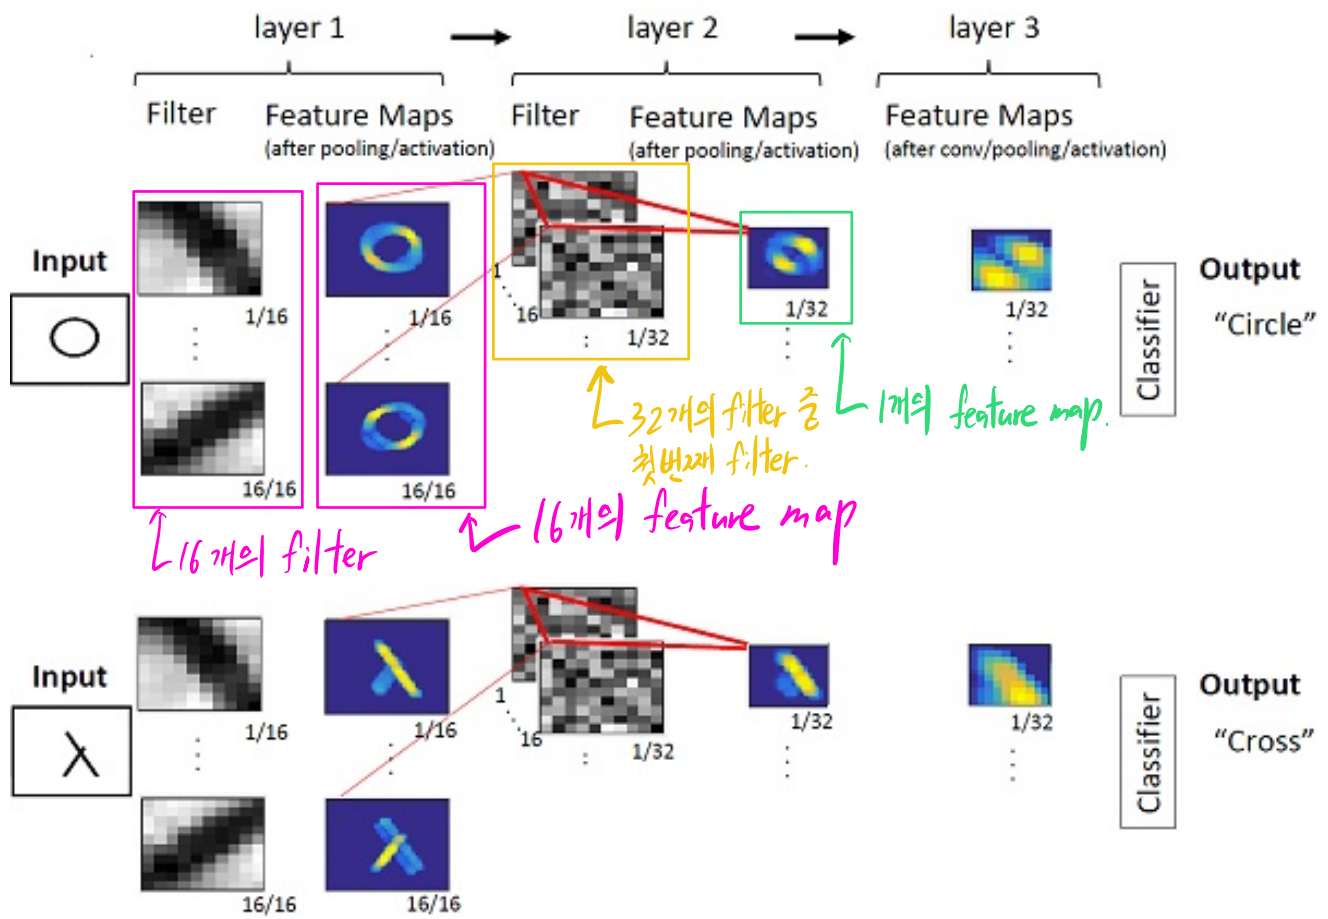 layer 1
layer 2
layer 3
Filter
Feature Maps
(after pooling/activation)
Filter
Feature Maps
(after pooling/activation)
Feature Maps
(after conv/pooling/activation)
Input
1/16
1/16
1
16
1/32
1/32
1/32
Classifier
Output
"Circle"
16/16
16/16
32개의 filter 중
첫번째 filter.
1개의 feature map.
16개의 filter
16개의 feature map
Input
1/16
1/16
1
16
1/32
1/32
1/32
Classifier
Output
"Cross"
16/16
16/16